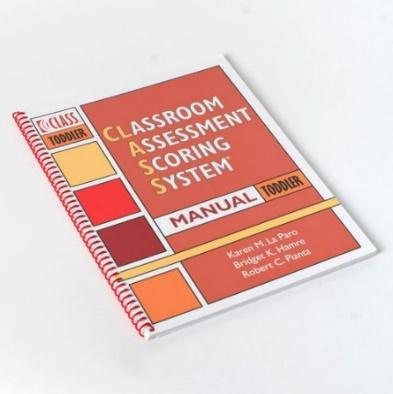 CLASS
TODDLER
CLASSROOM
ASSESSMENT
SCORING
SYSTEM®
MANUAL TODDLER
Karen M. La Paro
Bridget K. Hamre
Robert C. Pianta